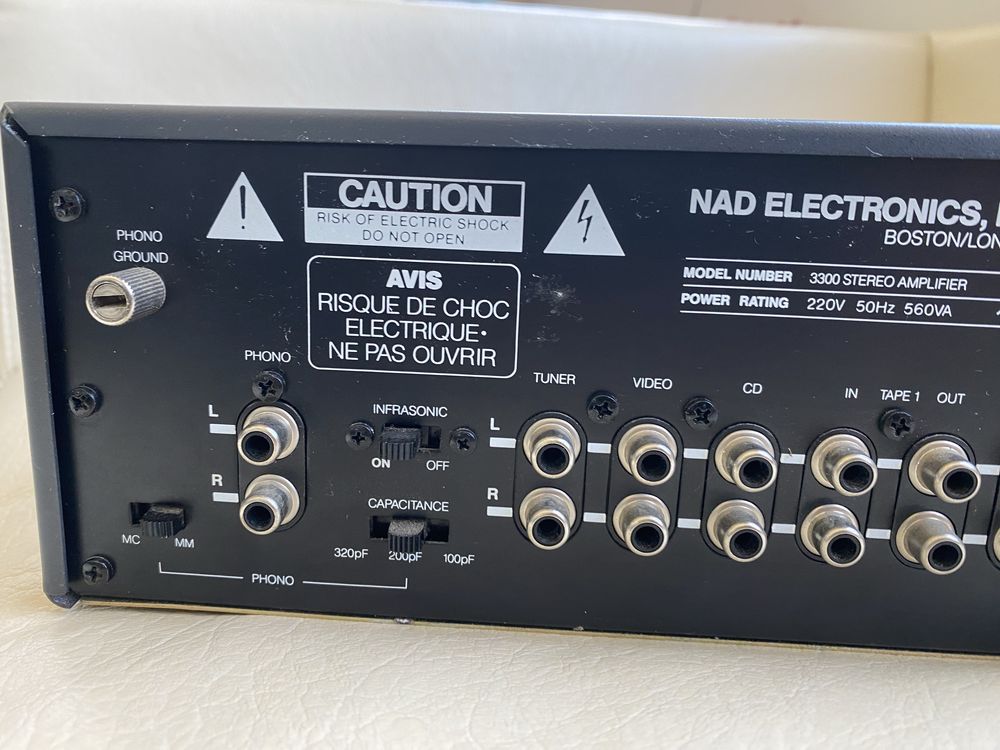 CAUTION
RISK OF ELECTRIC SHOCK
DO NOT OPEN
AVIS
RISQUE DE CHOC
ELECTRIQUE•
NE PAS OUVRIR
NAD ELECTRONICS,
BOSTON/LON
MODEL NUMBER 3300 STEREO AMPLIFIER
POWER RATING 220V 50Hz 560VA
PHONO
GROUND
PHONO
L
R
MC MM
INFRASONIC
ON OFF
CAPACITANCE
320pF 200pF 100pF
PHONO
TUNER VIDEO CD IN TAPE 1 OUT
L
R